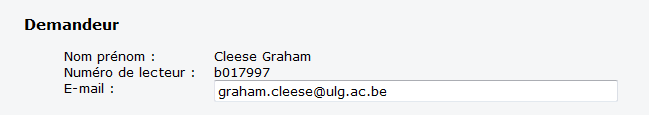 Demandeur
Nom prénom : Cleese Graham
Numéro de lecteur : b017997
E-mail : graham.cleese@ulg.ac.be